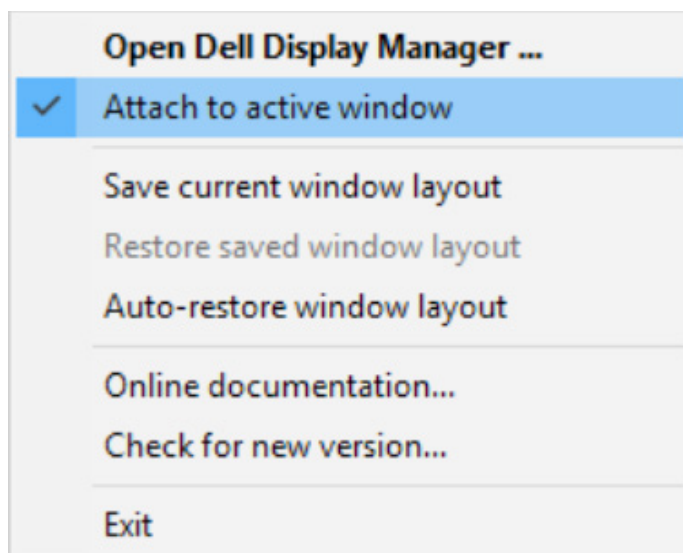 Open Dell Display Manager ...
Attach to active window
Save current window layout
Restore saved window layout
Auto-restore window layout
Online documentation...
Check for new version...
Exit